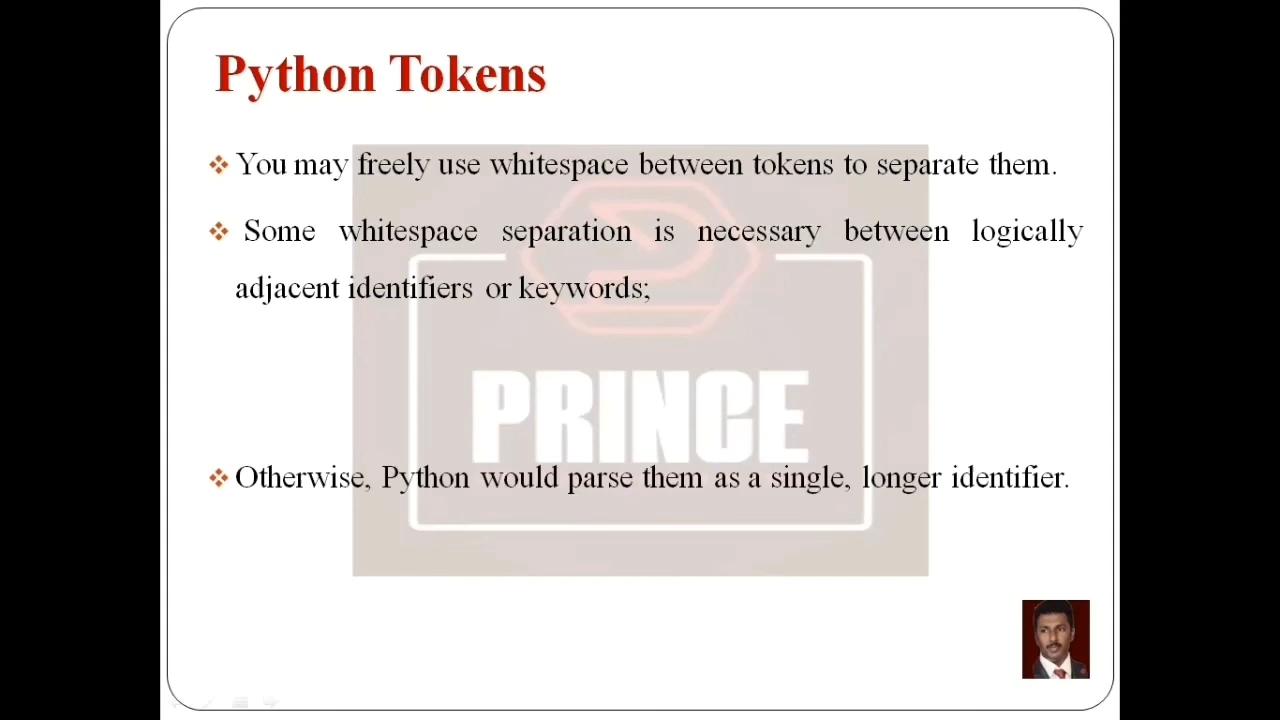 Python Tokens
You may freely use whitespace between tokens to separate them.
Some whitespace separation is necessary between logically
adjacent identifiers or keywords;
PRINCE
Otherwise, Python would parse them as a single, longer identifier.